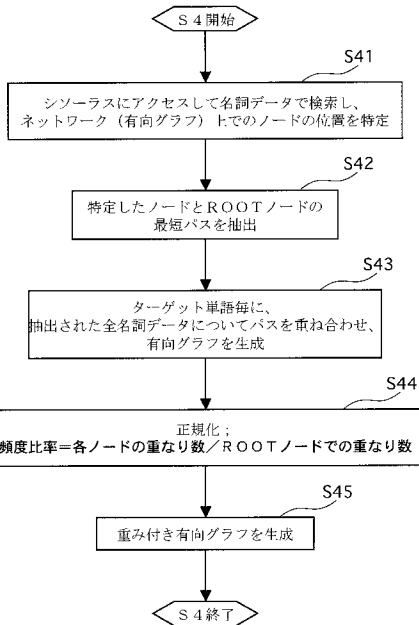 S4開始
S41
シソーラスにアクセスして名詞データで検索し、
ネットワーク（有向グラフ）上でのノードの位置を特定
S42
特定したノードとROOTノードの
最短パスを抽出
S43
ターゲット単語毎に、
抽出された全名詞データについてパスを重ね合わせ、
有向グラフを生成
S44
正規化；
頻度比率＝各ノードの重なり数／ROOTノードでの重なり数
S45
重み付き有向グラフを生成
S4終了